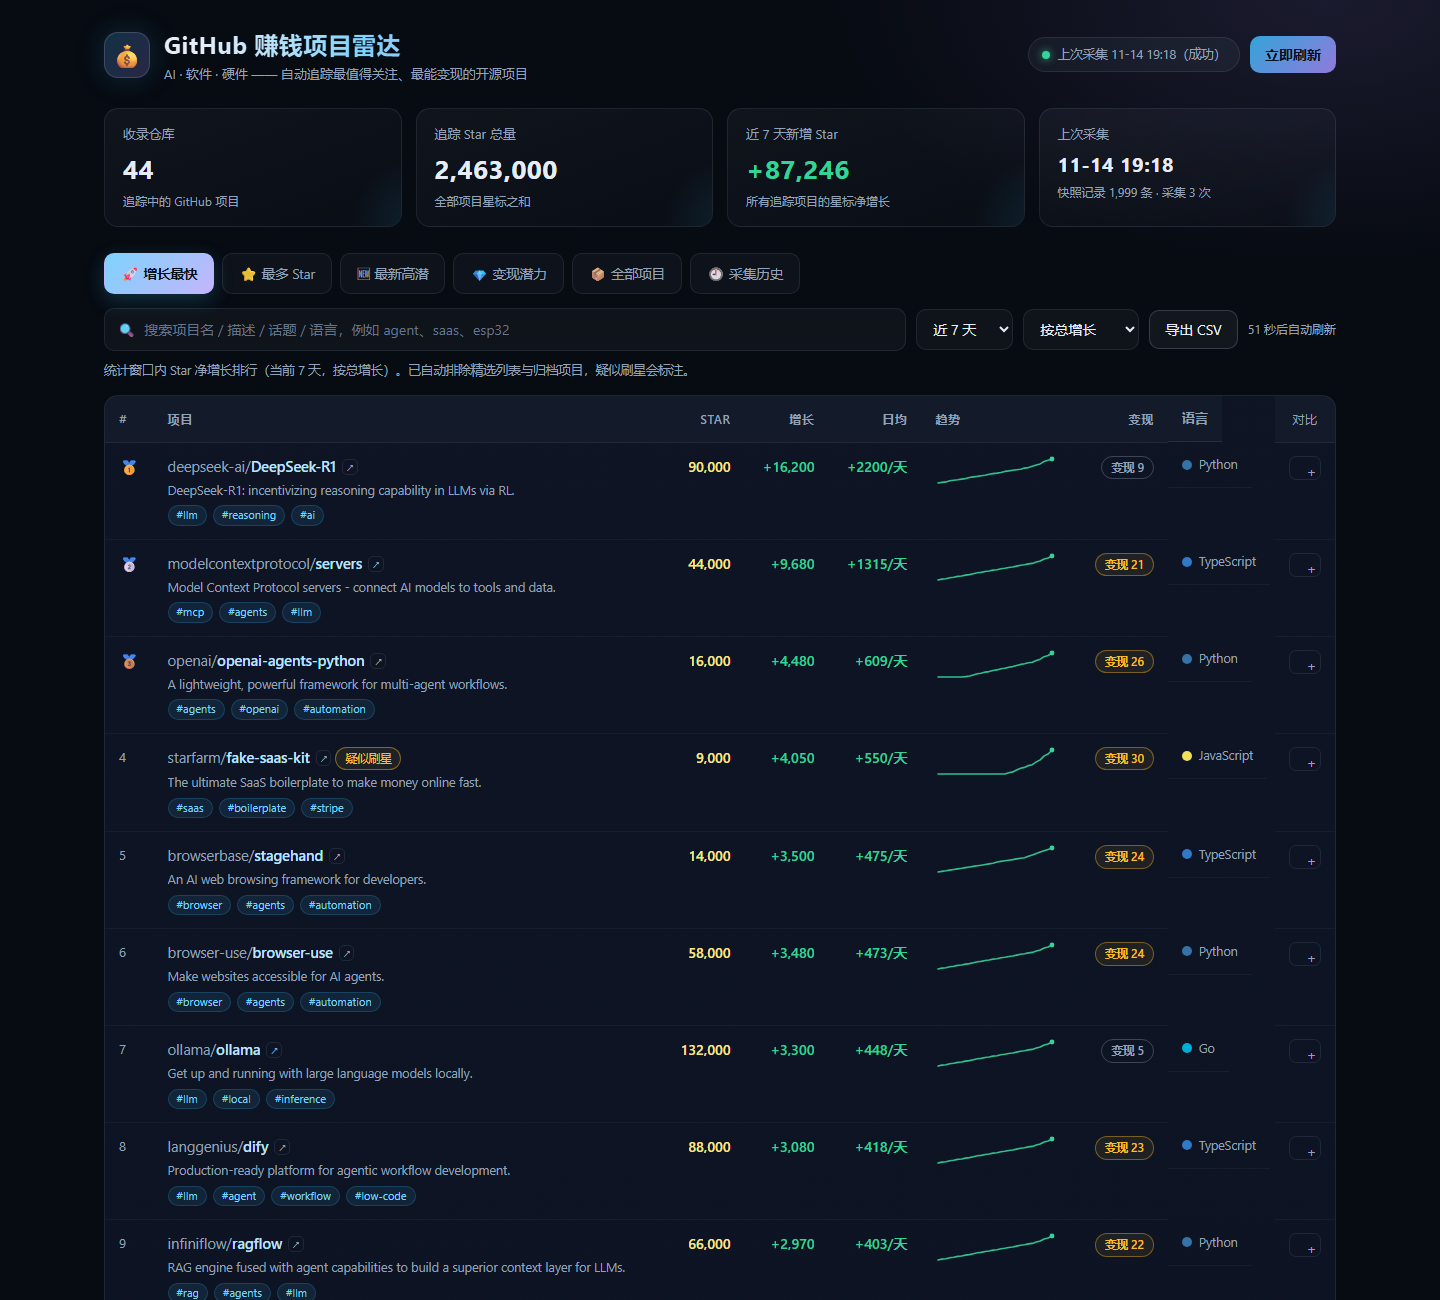 GitHub 赚钱项目雷达
AI · 软件 · 硬件 —— 自动追踪最值得关注、最能变现的开源项目
上次采集 11-14 19:18（成功）
立即刷新
收录仓库
44
追踪中的 GitHub 项目
追踪 Star 总量
2,463,000
全部项目星标之和
近 7 天新增 Star
+87,246
所有追踪项目的星标净增长
上次采集
11-14 19:18
快照记录 1,999 条 · 采集 3 次
🚀 增长最快
⭐ 最多 Star
🆕 最新高潜
💎 变现潜力
📦 全部项目
🕘 采集历史
🔍 搜索项目名 / 描述 / 话题 / 语言，例如 agent、saas、esp32
近 7 天
按总增长
导出 CSV
51 秒后自动刷新
统计窗口内 Star 净增长排行（当前 7 天，按总增长）。已自动排除精选列表与归档项目，疑似刷星会标注。
# 项目 STAR 增长 日均 趋势 变现 语言 对比
🥇 deepseek-ai/DeepSeek-R1 ↗ 90,000 +16,200 +2200/天 变现 9 Python +
DeepSeek-R1: incentivizing reasoning capability in LLMs via RL.
#llm #reasoning #ai
🥈 modelcontextprotocol/servers ↗ 44,000 +9,680 +1315/天 变现 21 TypeScript +
Model Context Protocol servers - connect AI models to tools and data.
#mcp #agents #llm
🥉 openai/openai-agents-python ↗ 16,000 +4,480 +609/天 变现 26 Python +
A lightweight, powerful framework for multi-agent workflows.
#agents #openai #automation
4 starfarm/fake-saas-kit ↗ 疑似刷星 9,000 +4,050 +550/天 变现 30 JavaScript +
The ultimate SaaS boilerplate to make money online fast.
#saas #boilerplate #stripe
5 browserbase/stagehand ↗ 14,000 +3,500 +475/天 变现 24 TypeScript +
An AI web browsing framework for developers.
#browser #agents #automation
6 browser-use/browser-use ↗ 58,000 +3,480 +473/天 变现 24 Python +
Make websites accessible for AI agents.
#browser #agents #automation
7 ollama/ollama ↗ 132,000 +3,300 +448/天 变现 5 Go +
Get up and running with large language models locally.
#llm #local #inference
8 langgenius/dify ↗ 88,000 +3,080 +418/天 变现 23 TypeScript +
Production-ready platform for agentic workflow development.
#llm #agent #workflow #low-code
9 infiniflow/ragflow ↗ 66,000 +2,970 +403/天 变现 22 Python +
RAG engine fused with agent capabilities to build a superior context layer for LLMs.
#rag #agents #llm